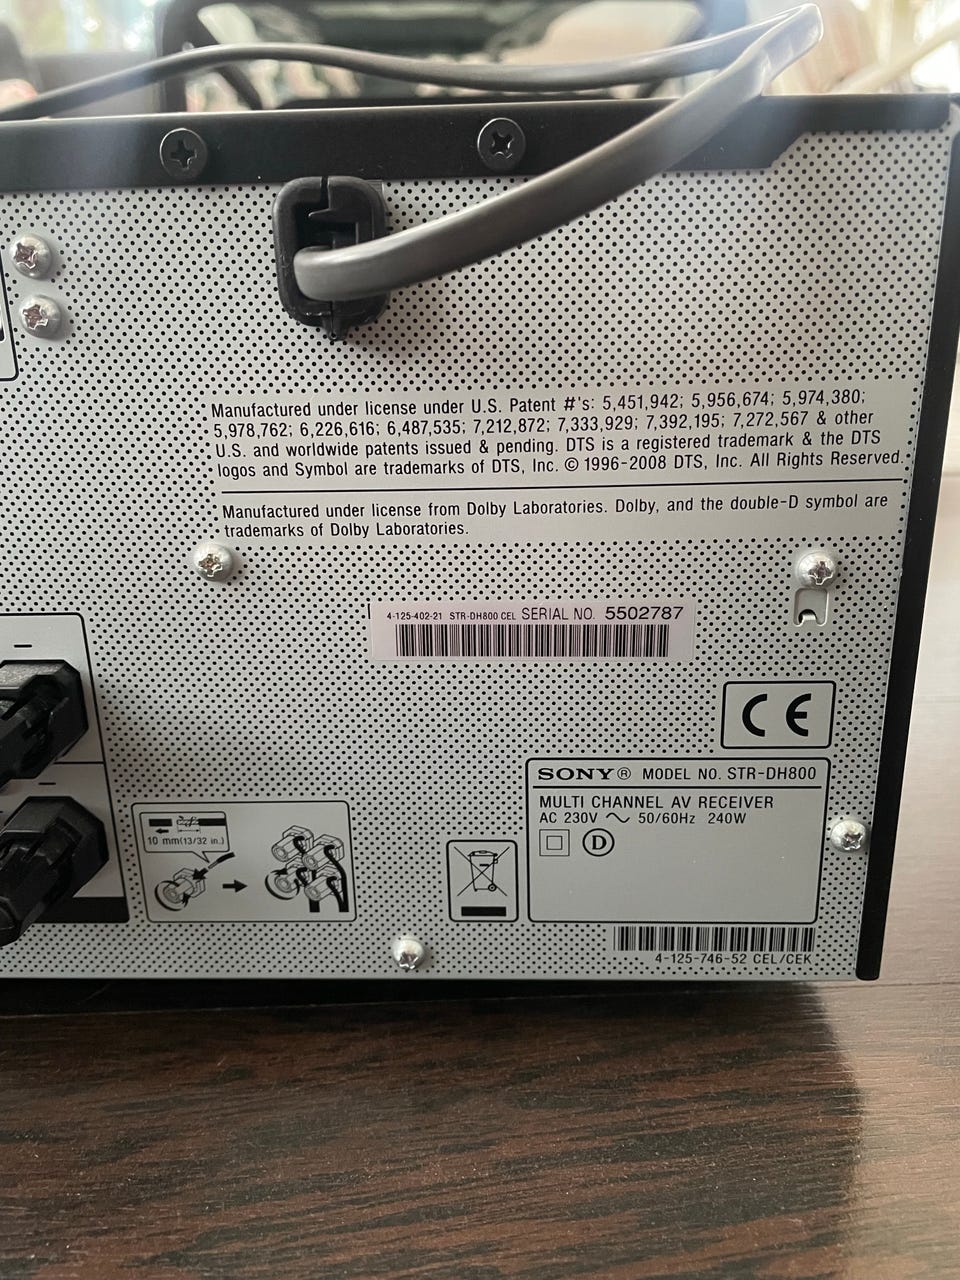 Manufactured under license under U.S. Patent #'s: 5,451,942; 5,956,674; 5,974,380;
5,978,762; 6,226,616; 6,487,535; 7,212,872; 7,333,929; 7,392,195; 7,272,567 & other
U.S. and worldwide patents issued & pending. DTS is a registered trademark & the DTS
logos and Symbol are trademarks of DTS, Inc. © 1996-2008 DTS, Inc. All Rights Reserved.
Manufactured under license from Dolby Laboratories. Dolby, and the double-D symbol are
trademarks of Dolby Laboratories.
4-125-402-21 STR-DH800 CEL SERIAL NO. 5502787
CE
SONY® MODEL NO. STR-DH800
MULTI CHANNEL AV RECEIVER
AC 230V ~ 50/60Hz 240W
D
10 mm(13/32 in.)
4-125-746-52 CEL/CEK